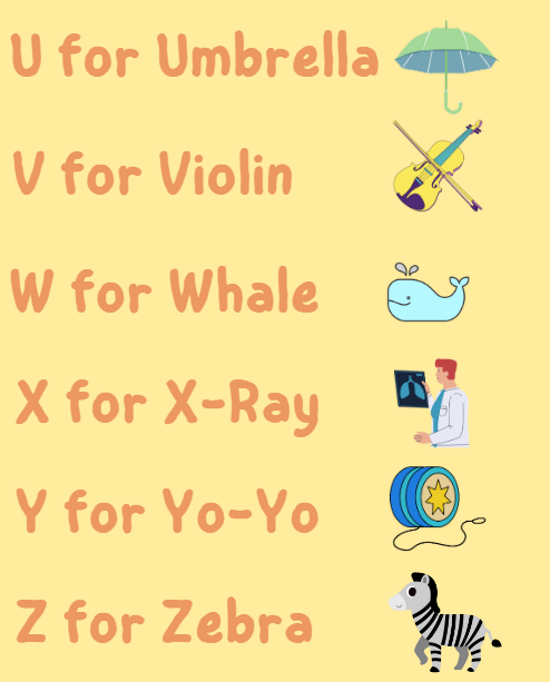 U for Umbrella
V for Violin
W for Whale
X for X-Ray
Y for Yo-Yo
Z for Zebra